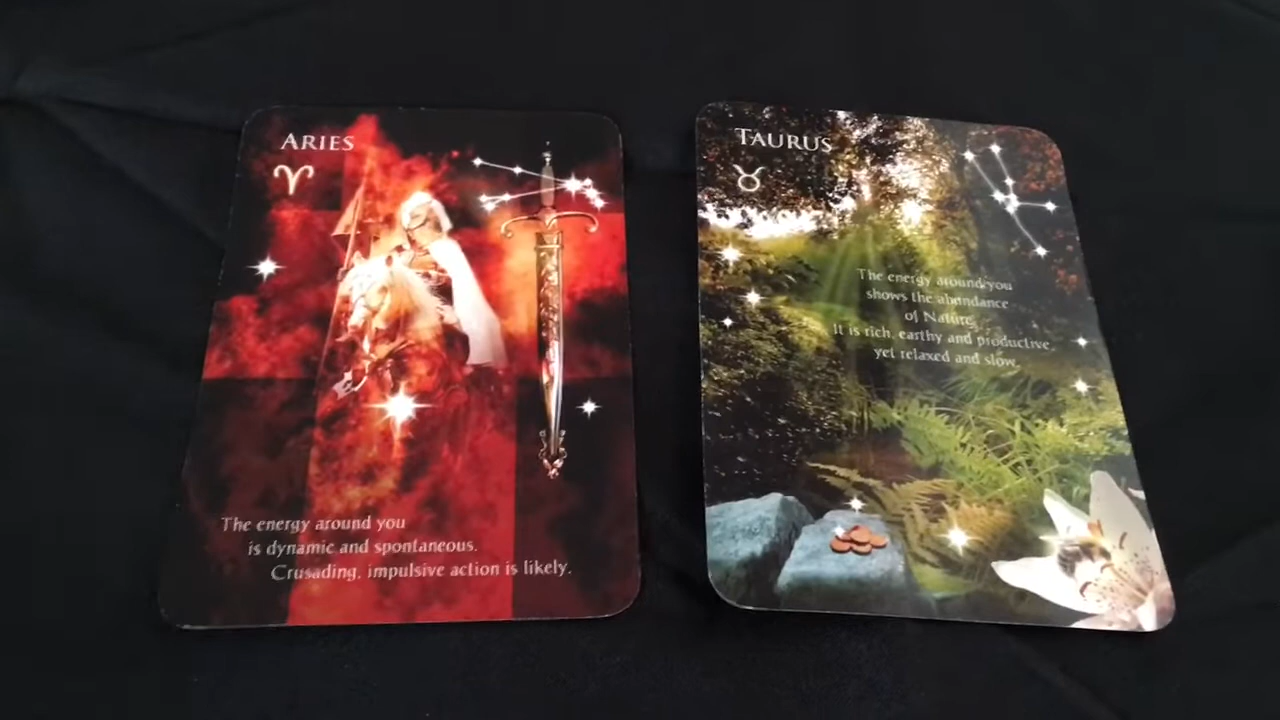 ARIES
The energy around you
is dynamic and spontaneous.
Crusading, impulsive action is likely.
TAURUS
The energy around you
shows the abundance
of Nature.
It is rich, earthy and productive,
yet relaxed and slow.